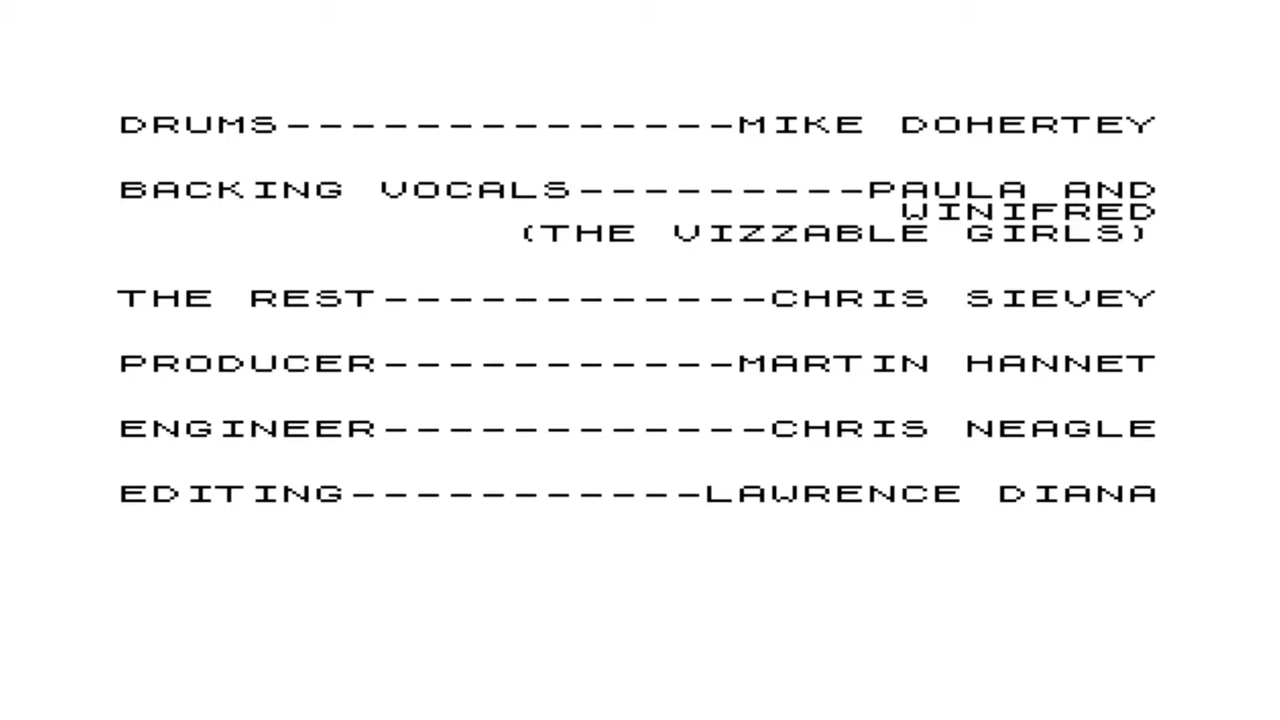 DRUMS--------------MIKE DOHERTEY
BACKING VOCALS---------PAULA AND
WINIFRED
(THE VIZZABLE GIRLS)
THE REST------------CHRIS SIEVEY
PRODUCER-----------MARTIN HANNET
ENGINEER------------CHRIS NEAGLE
EDITING-----------LAWRENCE DIANA